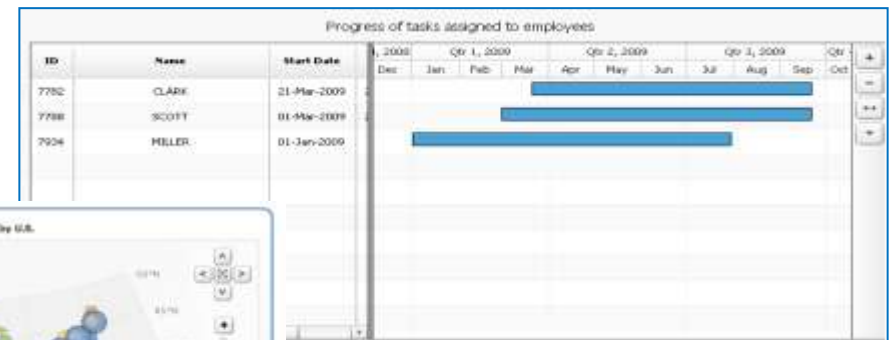 Progress of tasks assigned to employees
ID Name Start Date , 2008 Qtr 1, 2009 Qtr 2, 2009 Qtr 3, 2009 Qtr
Dec Jan Feb Mar Apr May Jun Jul Aug Sep Oct
7782 CLARK 21-Mar-2009
7788 SCOTT 01-Mar-2009
7934 MILLER 01-Jan-2009
by U.S.